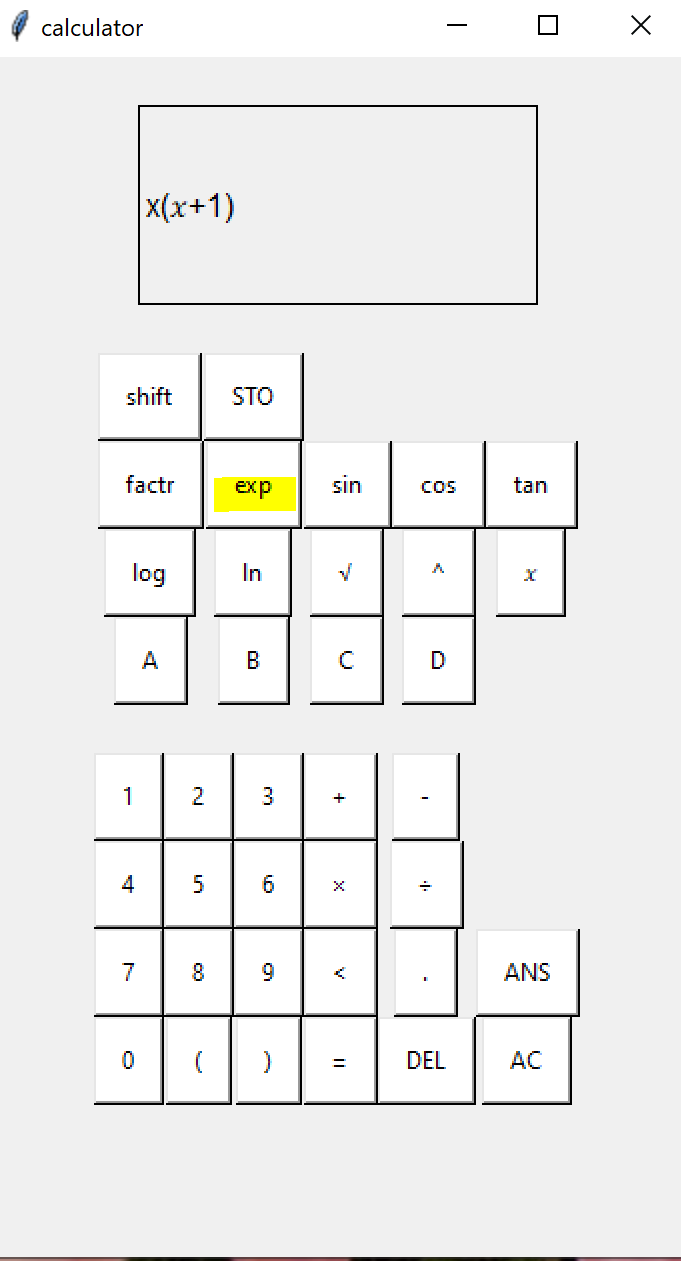 calculator
x(𝑥+1)
shift STO
factr exp sin cos tan
log ln √ ^ 𝑥
A B C D
1 2 3 + -
4 5 6 × ÷
7 8 9 < . ANS
0 ( ) = DEL AC